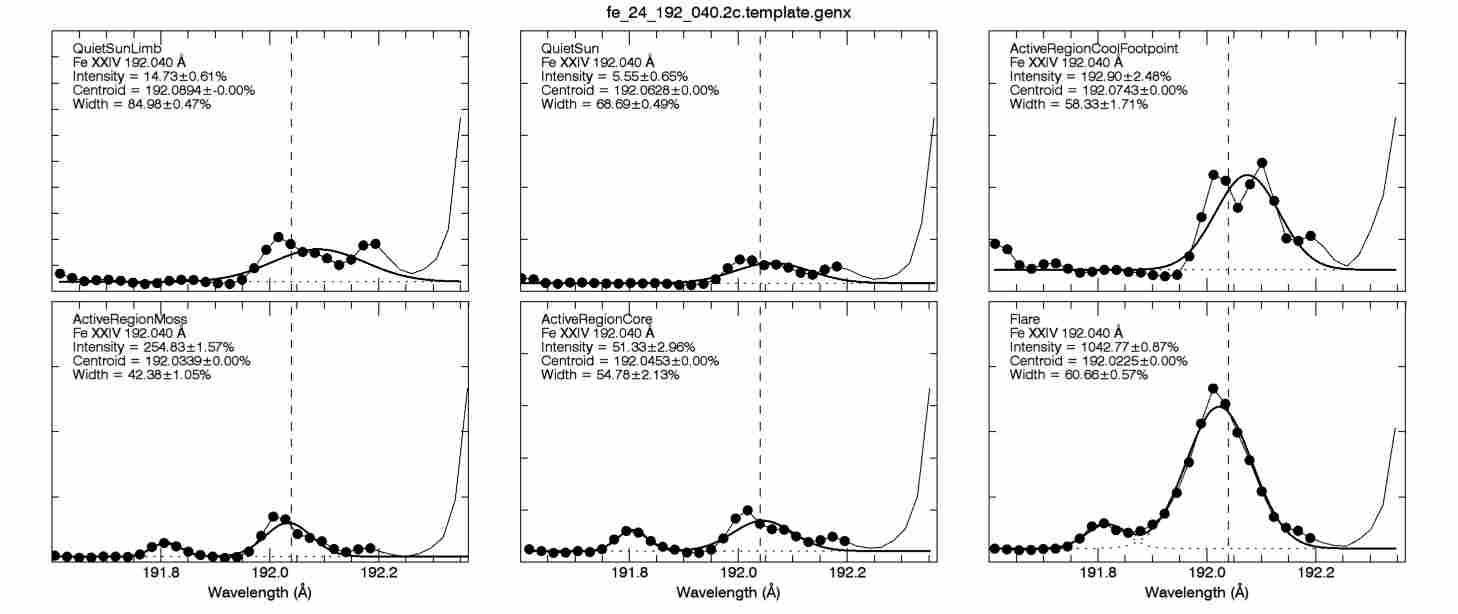 fe_24_192_040.2c.template.genx
QuietSunLimb
Fe XXIV 192.040 Å
Intensity = 14.73±0.61%
Centroid = 192.0894±-0.00%
Width = 84.98±0.47%
QuietSun
Fe XXIV 192.040 Å
Intensity = 5.55±0.65%
Centroid = 192.0628±0.00%
Width = 68.69±0.49%
ActiveRegionCoolFootpoint
Fe XXIV 192.040 Å
Intensity = 192.90±2.48%
Centroid = 192.0743±0.00%
Width = 58.33±1.71%
ActiveRegionMoss
Fe XXIV 192.040 Å
Intensity = 254.83±1.57%
Centroid = 192.0339±0.00%
Width = 42.38±1.05%
ActiveRegionCore
Fe XXIV 192.040 Å
Intensity = 51.33±2.96%
Centroid = 192.0453±0.00%
Width = 54.78±2.13%
Flare
Fe XXIV 192.040 Å
Intensity = 1042.77±0.87%
Centroid = 192.0225±0.00%
Width = 60.66±0.57%
191.8 192.0 192.2
Wavelength (Å)
191.8 192.0 192.2
Wavelength (Å)
191.8 192.0 192.2
Wavelength (Å)